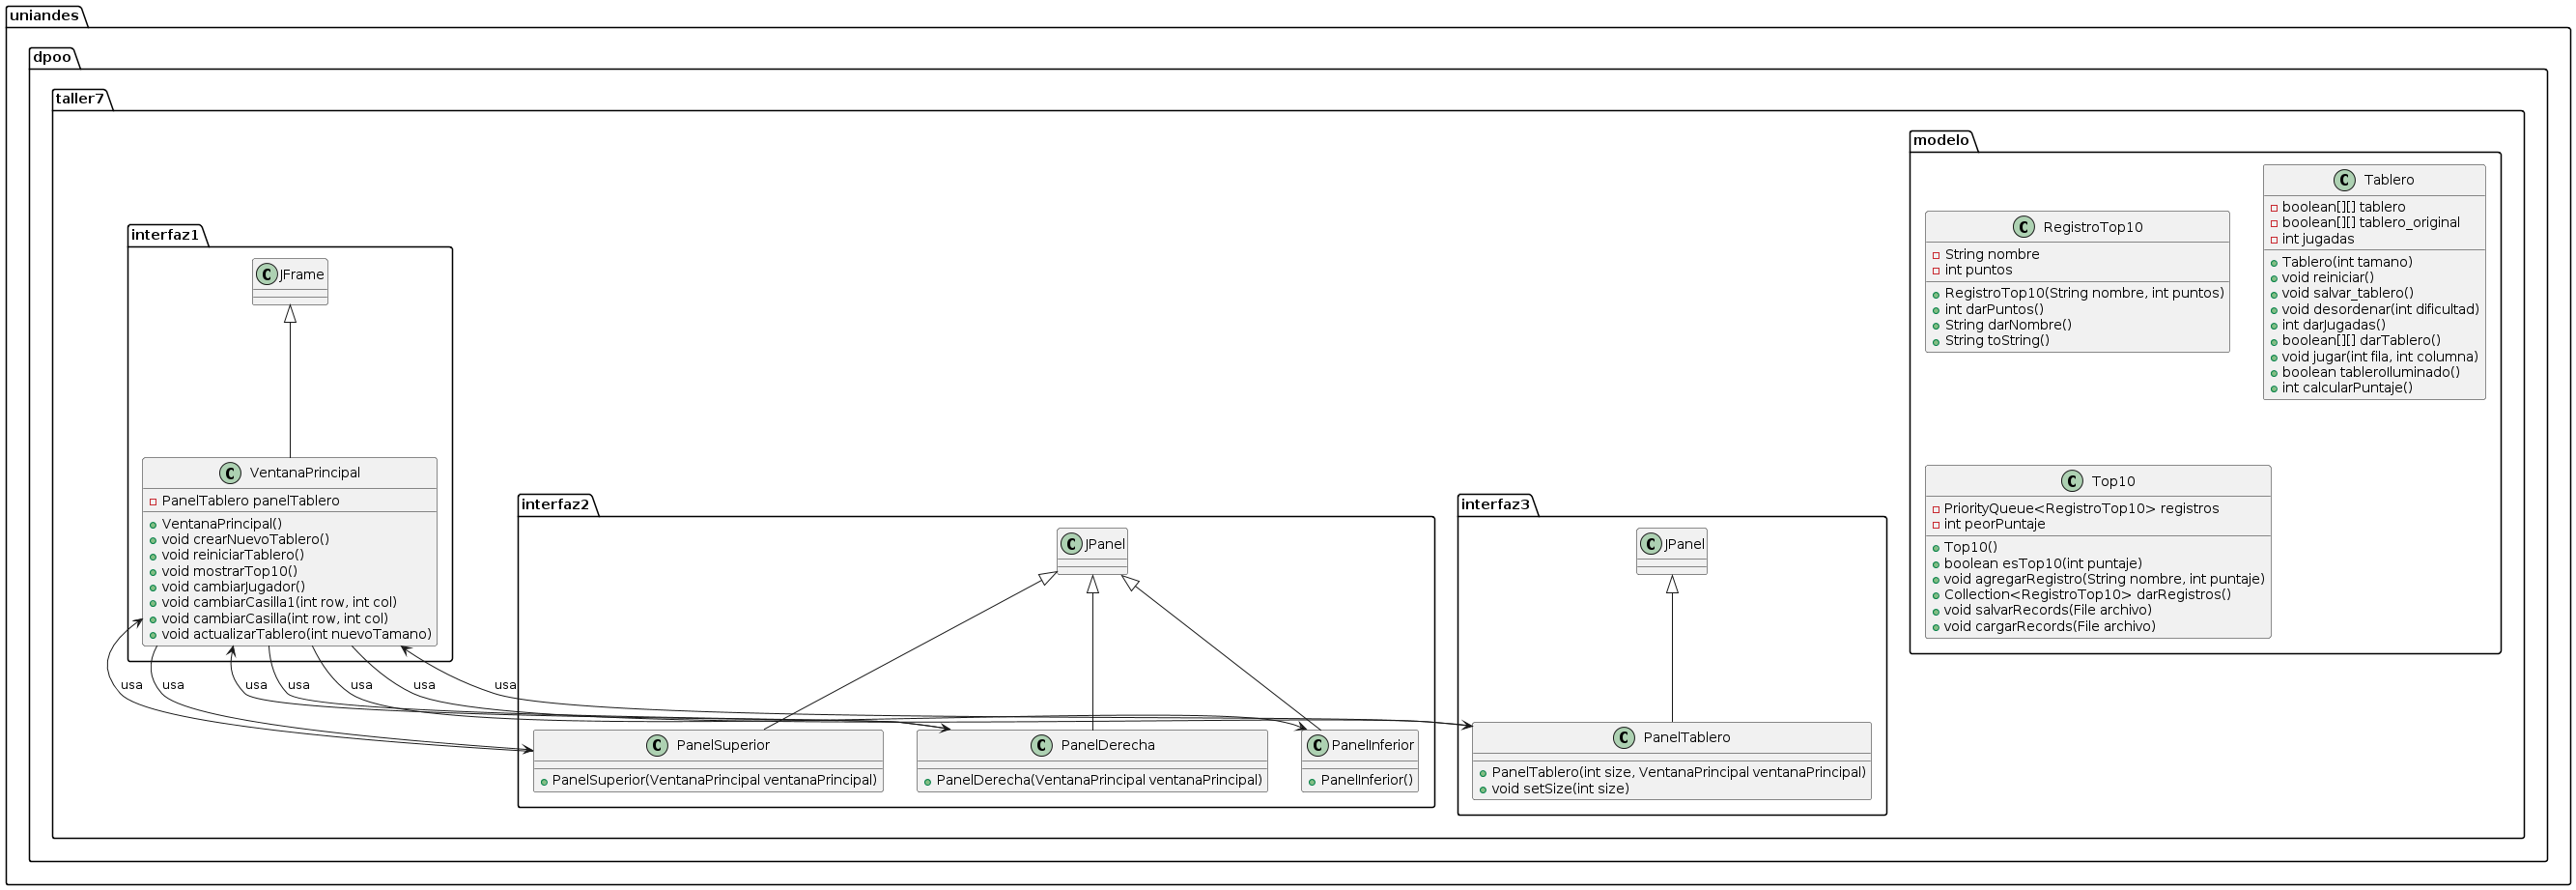 uniandes
dpoo
taller7
modelo
Tablero
boolean[][] tablero
boolean[][] tablero_original
int jugadas
Tablero(int tamano)
void reiniciar()
void salvar_tablero()
void desordenar(int dificultad)
int darJugadas()
boolean[][] darTablero()
void jugar(int fila, int columna)
boolean tableroIluminado()
int calcularPuntaje()
RegistroTop10
String nombre
int puntos
RegistroTop10(String nombre, int puntos)
int darPuntos()
String darNombre()
String toString()
Top10
PriorityQueue<RegistroTop10> registros
int peorPuntaje
Top10()
boolean esTop10(int puntaje)
void agregarRegistro(String nombre, int puntaje)
Collection<RegistroTop10> darRegistros()
void salvarRecords(File archivo)
void cargarRecords(File archivo)
interfaz1
JFrame
VentanaPrincipal
PanelTablero panelTablero
VentanaPrincipal()
void crearNuevoTablero()
void reiniciarTablero()
void mostrarTop10()
void cambiarJugador()
void cambiarCasilla1(int row, int col)
void cambiarCasilla(int row, int col)
void actualizarTablero(int nuevoTamano)
usa
usa
usa
usa
usa
usa
usa
interfaz2
JPanel
PanelSuperior
PanelSuperior(VentanaPrincipal ventanaPrincipal)
PanelDerecha
PanelDerecha(VentanaPrincipal ventanaPrincipal)
PanelInferior
PanelInferior()
interfaz3
JPanel
PanelTablero
PanelTablero(int size, VentanaPrincipal ventanaPrincipal)
void setSize(int size)